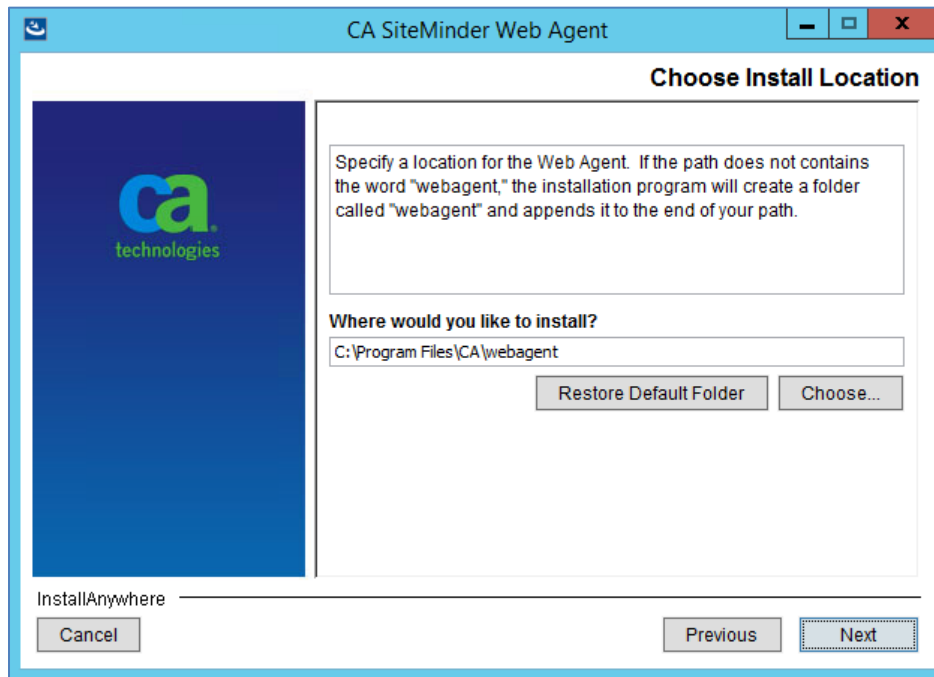 CA SiteMinder Web Agent
Choose Install Location
ca
technologies
Specify a location for the Web Agent. If the path does not contains
the word "webagent," the installation program will create a folder
called "webagent" and appends it to the end of your path.
Where would you like to install?
C:\Program Files\CA\webagent
Restore Default Folder
Choose...
InstallAnywhere
Cancel
Previous
Next